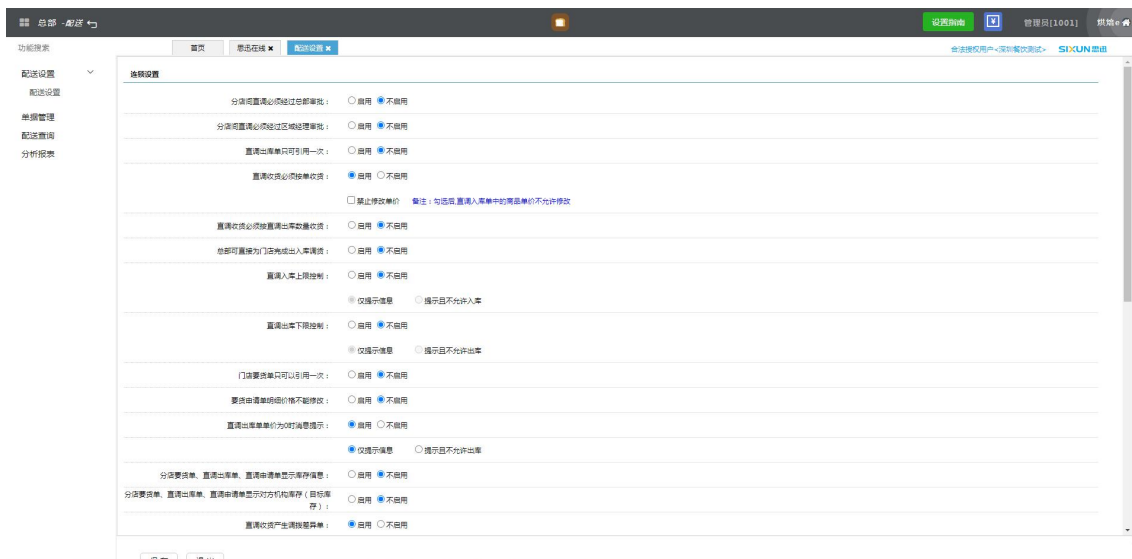 总部 -配送
设置指南 管理员[1001] 烘焙e
功能搜索 首页 思迅在线 × 配送设置 × 合法授权用户<深圳餐饮测试> SIXUN思迅
配送设置
配送设置
单据管理
配送查询
分析报表
连锁设置
分店间直调必须经过总部审批： 启用 不启用
分店间直调必须经过区域经理审批： 启用 不启用
直调出库单只可引用一次： 启用 不启用
直调收货必须按单收货： 启用 不启用
禁止修改单价 备注：勾选后,直调入库单中的商品单价不允许修改
直调收货必须按直调出库数量收货： 启用 不启用
总部可直接为门店完成出入库调拨： 启用 不启用
直调入库上限控制： 启用 不启用
仅提示信息 提示且不允许入库
直调出库下限控制： 启用 不启用
仅提示信息 提示且不允许出库
门店要货单只可以引用一次： 启用 不启用
要货申请单明细价格不能修改： 启用 不启用
直调出库单单价为0时消息提示： 启用 不启用
仅提示信息 提示且不允许出库
分店要货单、直调出库单、直调申请单显示库存信息： 启用 不启用
分店要货单、直调出库单、直调申请单显示对方机构库存（目标库
存）： 启用 不启用
直调收货产生调拨差异单： 启用 不启用